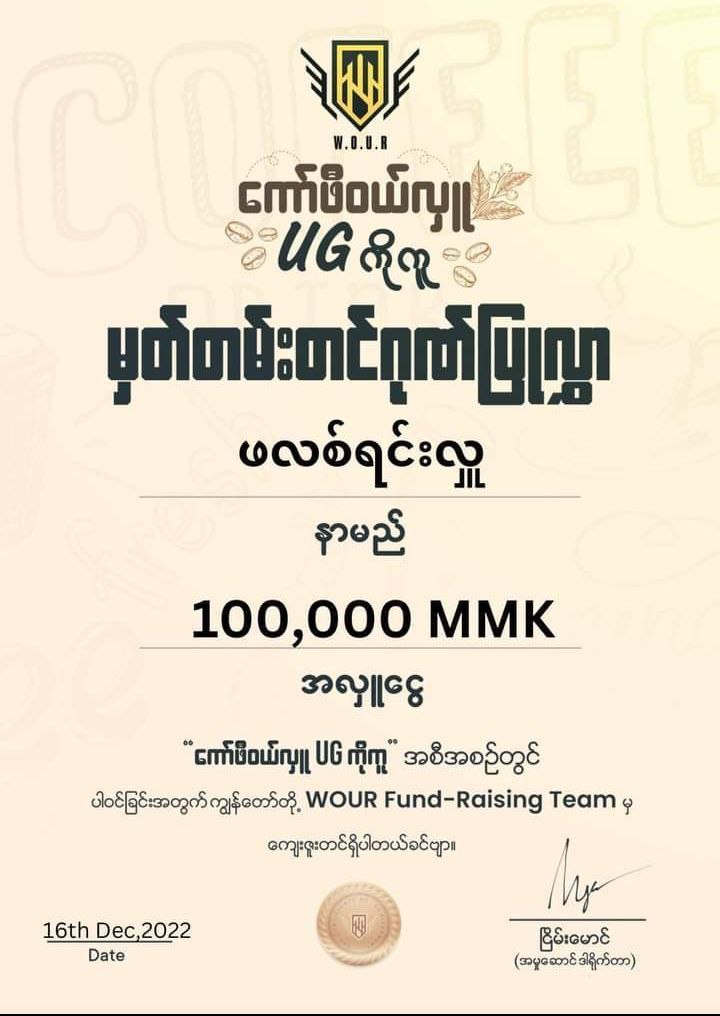 W.O.U.R
ကော်ဖီဝယ်လှူ
UG ကိုကူ
မှတ်တမ်းတင်ဂုဏ်ပြုလွှာ
ဖလစ်ရင်းလှူ
နာမည်
100,000 MMK
အလှူငွေ
“ကော်ဖီဝယ်လှူ UG ကိုကူ” အစီအစဉ်တွင်
ပါဝင်ခြင်းအတွက် ကျွန်တော်တို့ WOUR Fund-Raising Team မှ
ကျေးဇူးတင်ရှိပါတယ်ခင်ဗျာ။
16th Dec,2022
Date
ငြိမ်းမောင်
(အမှုဆောင်ဒါရိုက်တာ)